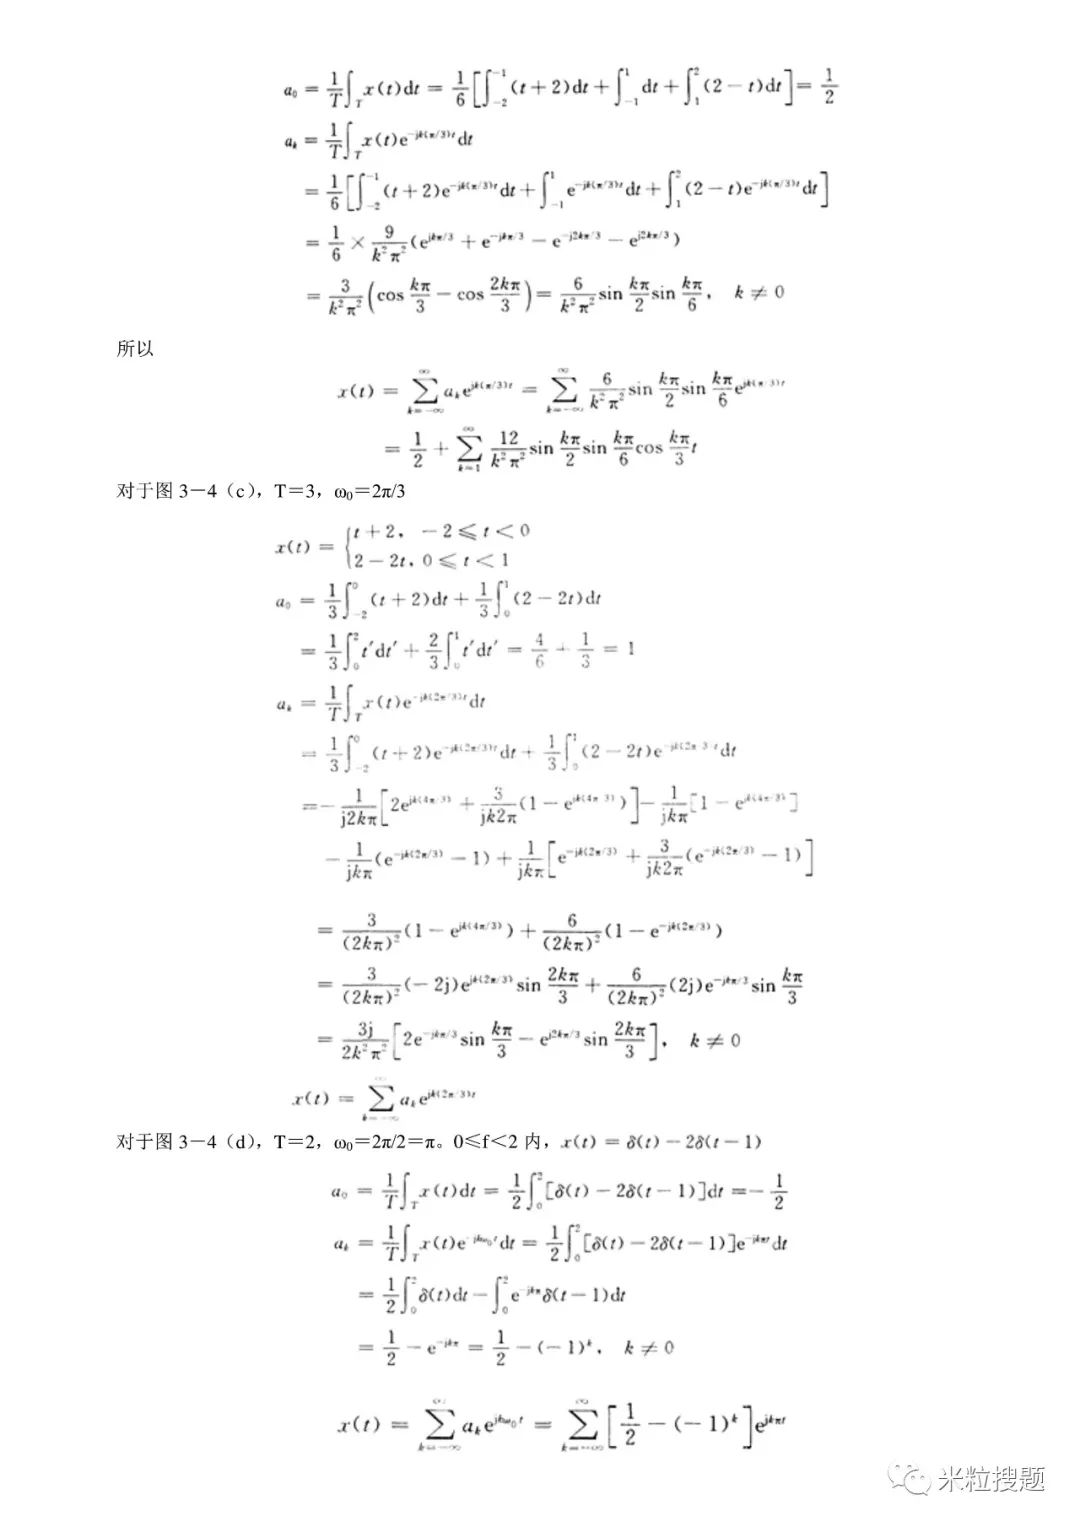 a₀ = 1/T ∫_T x(t)dt = 1/6 [∫_{-2}^{-1} (t+2)dt + ∫_{-1}^{1} dt + ∫_{1}^{2} (2-t)dt] = 1/2
a_k = 1/T ∫_T x(t)e^{-jk(π/3)t}dt
= 1/6 [∫_{-2}^{-1} (t+2)e^{-jk(π/3)t}dt + ∫_{-1}^{1} e^{-jk(π/3)t}dt + ∫_{1}^{2} (2-t)e^{-jk(π/3)t}dt]
= 1/6 × 9/(k²π²) (e^{jkπ/3} + e^{-jkπ/3} - e^{-j2kπ/3} - e^{j2kπ/3})
= 3/(k²π²) (cos kπ/3 - cos 2kπ/3) = 6/(k²π²) sin kπ/2 sin kπ/6, k ≠ 0
所以
x(t) = ∑_{k=-∞}^{∞} a_k e^{jk(π/3)t} = ∑_{k=-∞}^{∞} 6/(k²π²) sin kπ/2 sin kπ/6 e^{jk(π/3)t}
= 1/2 + ∑_{k=1}^{∞} 12/(k²π²) sin kπ/2 sin kπ/6 cos kπ/3 t
对于图 3－4（c），T＝3，ω₀＝2π/3
x(t) = { t+2, -2 ≤ t < 0
2-2t, 0 ≤ t < 1
a₀ = 1/3 ∫_{-2}^{0} (t+2)dt + 1/3 ∫_{0}^{1} (2-2t)dt
= 1/3 ∫_{0}^{2} t′dt′ + 2/3 ∫_{0}^{1} t′dt′ = 4/6 + 1/3 = 1
a_k = 1/T ∫_T x(t)e^{-jk(2π/3)t}dt
= 1/3 ∫_{-2}^{0} (t+2)e^{-jk(2π/3)t}dt + 1/3 ∫_{0}^{1} (2-2t)e^{-jk(2π/3)t}dt
= - 1/(j2kπ) [2e^{jk(4π/3)} + 3/(jk2π) (1-e^{jk(4π/3)})] - 1/(jkπ) [1-e^{jk(4π/3)}]
- 1/(jkπ) (e^{-jk(2π/3)} - 1) + 1/(jkπ) [e^{-jk(2π/3)} + 3/(jk2π) (e^{-jk(2π/3)} - 1)]
= 3/(2kπ)² (1-e^{jk(4π/3)}) + 6/(2kπ)² (1-e^{-jk(2π/3)})
= 3/(2kπ)² (-2j)e^{jk(2π/3)} sin 2kπ/3 + 6/(2kπ)² (2j)e^{-jkπ/3} sin kπ/3
= 3j/(2k²π²) [2e^{-jkπ/3} sin kπ/3 - e^{j2kπ/3} sin 2kπ/3], k ≠ 0
x(t) = ∑_{k=-∞}^{∞} a_k e^{jk(2π/3)t}
对于图 3－4（d），T＝2，ω₀＝2π/2＝π。0≤f＜2 内，x(t) = δ(t) - 2δ(t-1)
a₀ = 1/T ∫_T x(t)dt = 1/2 ∫_{0}^{2} [δ(t) - 2δ(t-1)]dt = - 1/2
a_k = 1/T ∫_T x(t)e^{-jkω₀t}dt = 1/2 ∫_{0}^{2} [δ(t) - 2δ(t-1)]e^{-jkπt}dt
= 1/2 ∫_{0}^{2} δ(t)dt - ∫_{0}^{2} e^{-jkπ}δ(t-1)dt
= 1/2 - e^{-jkπ} = 1/2 - (-1)^k, k ≠ 0
x(t) = ∑_{k=-∞}^{∞} a_k e^{jkω₀t} = ∑_{k=-∞}^{∞} [1/2 - (-1)^k]e^{jkπt}
米粒搜题